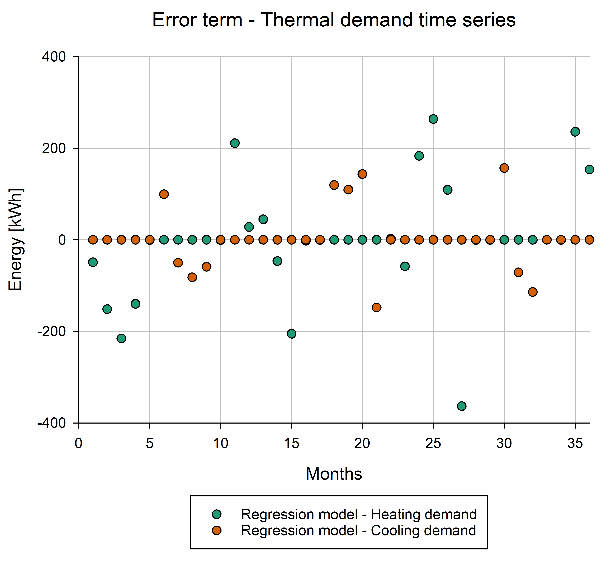 Error term - Thermal demand time series
400
200
0
-200
-400
Energy [kWh]
0 5 10 15 20 25 30 35
Months
Regression model - Heating demand
Regression model - Cooling demand